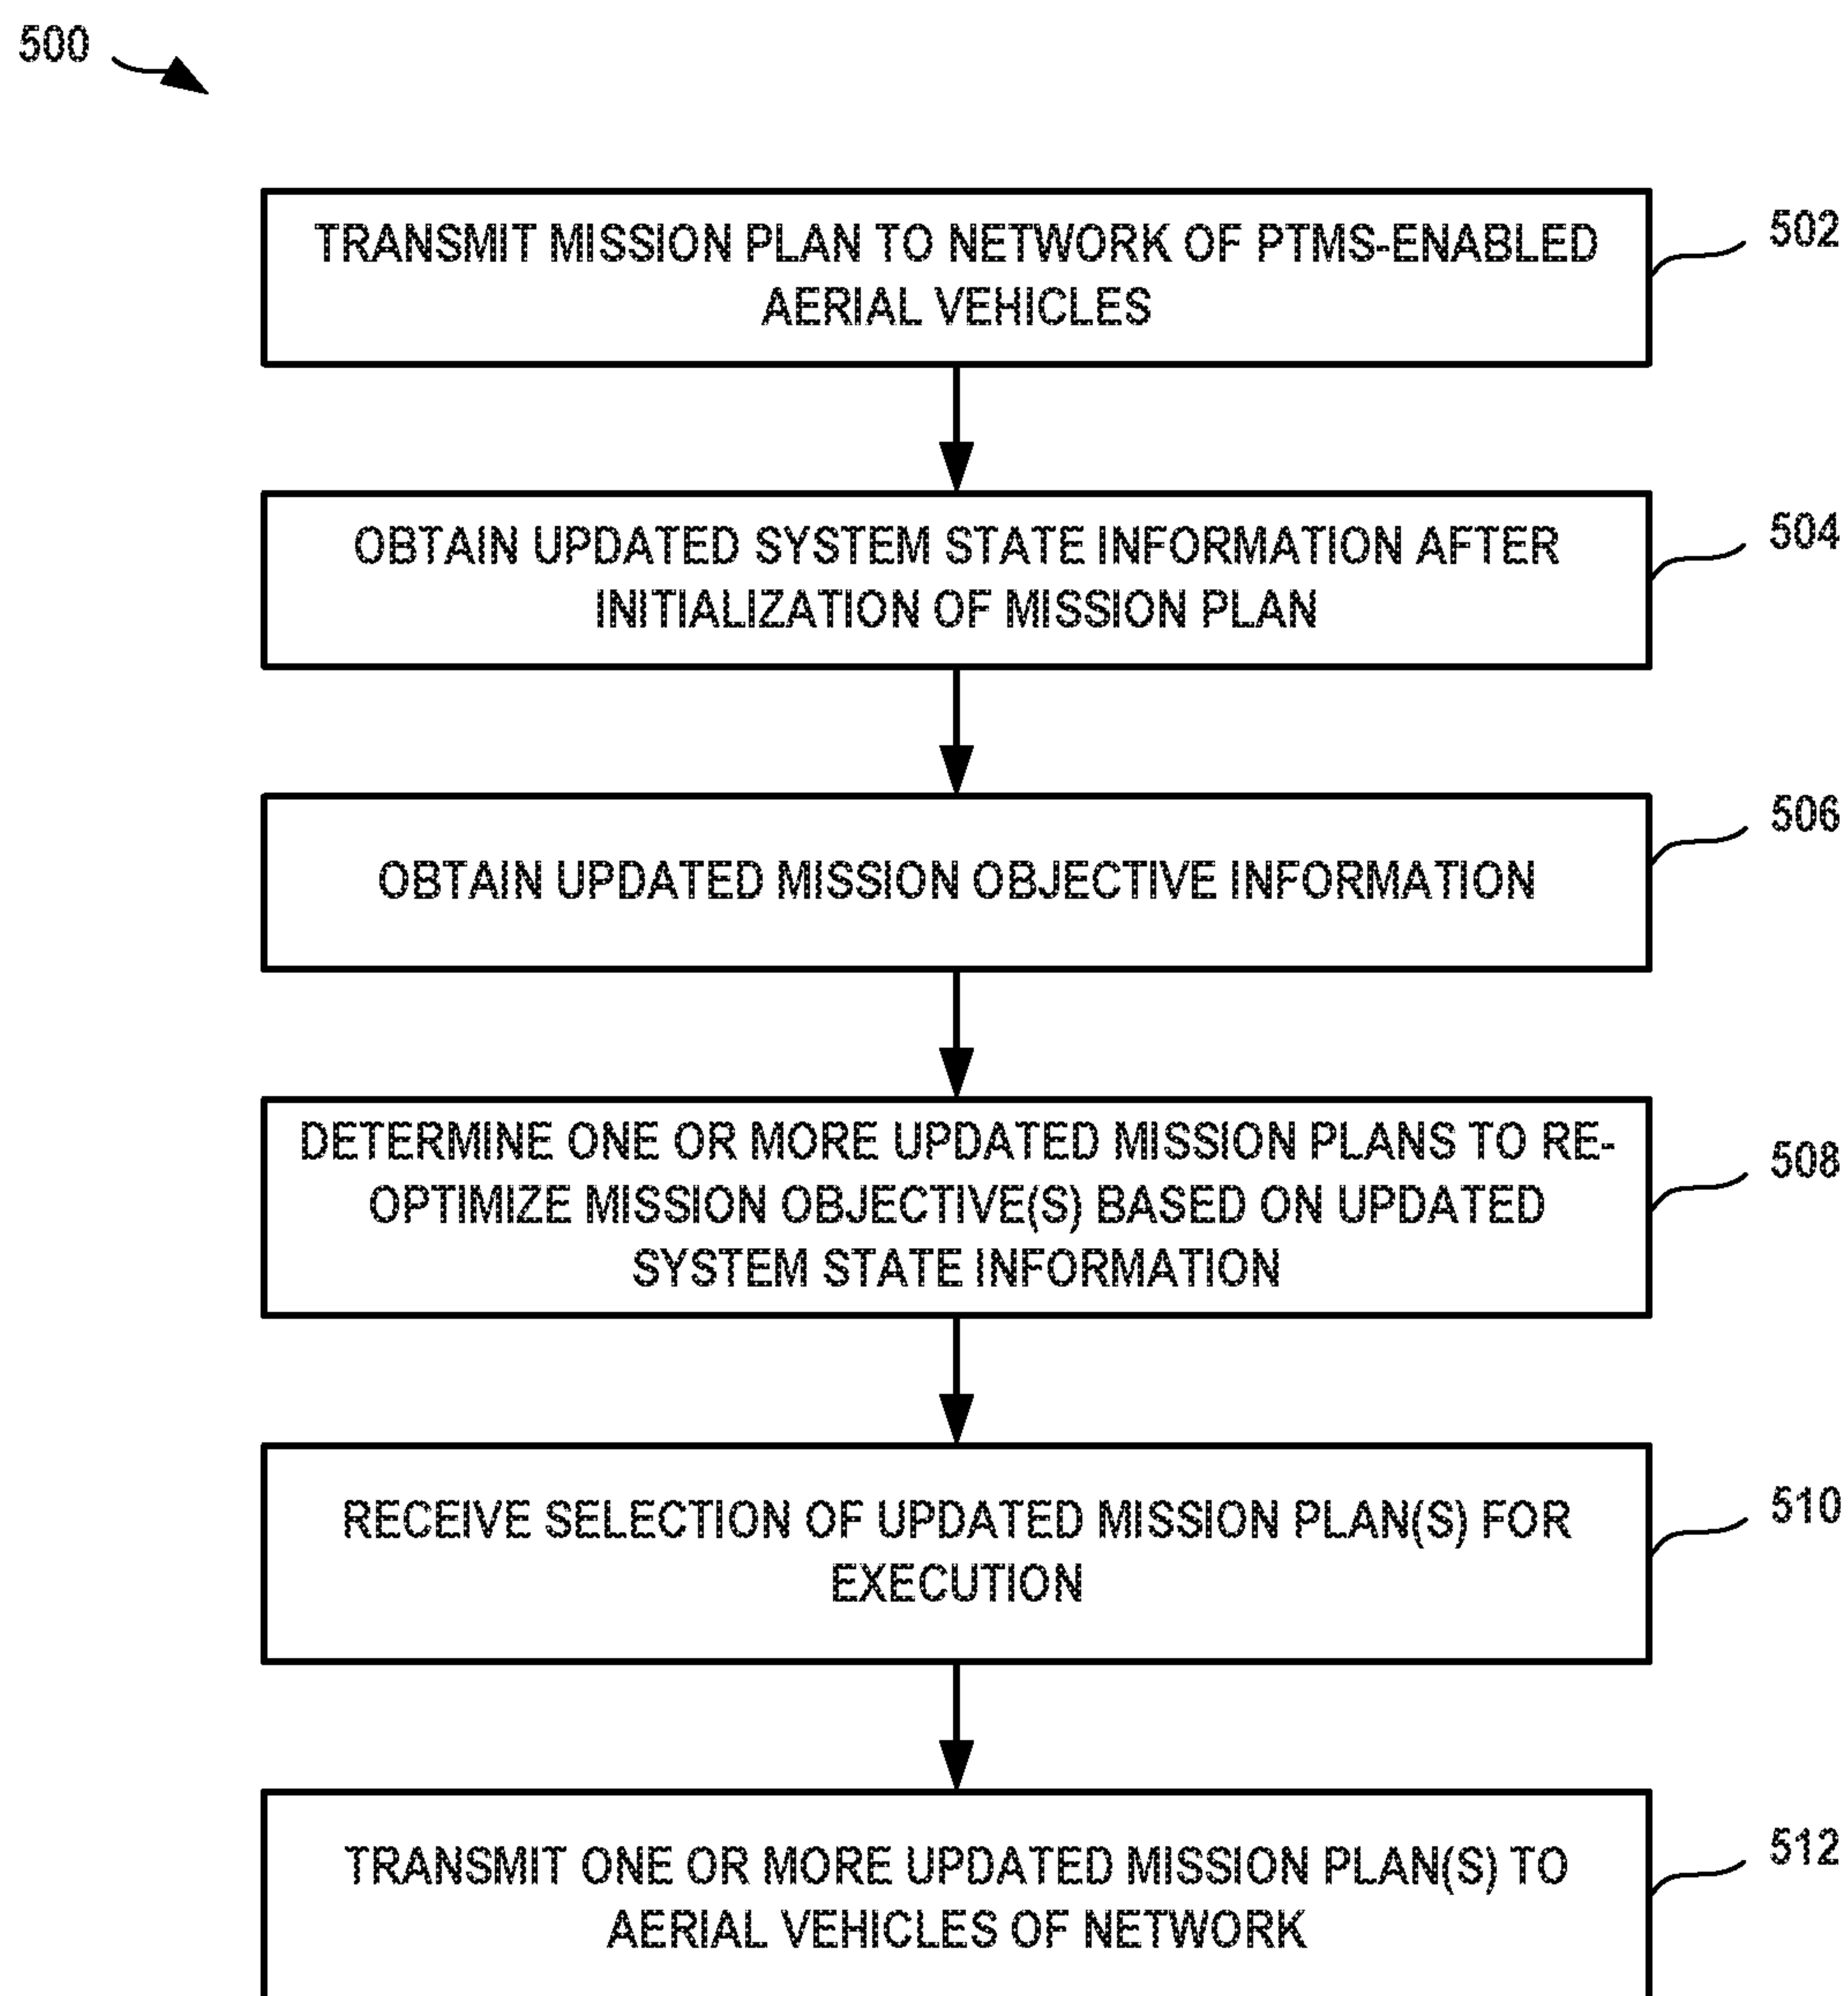 500
TRANSMIT MISSION PLAN TO NETWORK OF PTMS-ENABLED
AERIAL VEHICLES
502
OBTAIN UPDATED SYSTEM STATE INFORMATION AFTER
INITIALIZATION OF MISSION PLAN
504
OBTAIN UPDATED MISSION OBJECTIVE INFORMATION
506
DETERMINE ONE OR MORE UPDATED MISSION PLANS TO RE-
OPTIMIZE MISSION OBJECTIVE(S) BASED ON UPDATED
SYSTEM STATE INFORMATION
508
RECEIVE SELECTION OF UPDATED MISSION PLAN(S) FOR
EXECUTION
510
TRANSMIT ONE OR MORE UPDATED MISSION PLAN(S) TO
AERIAL VEHICLES OF NETWORK
512